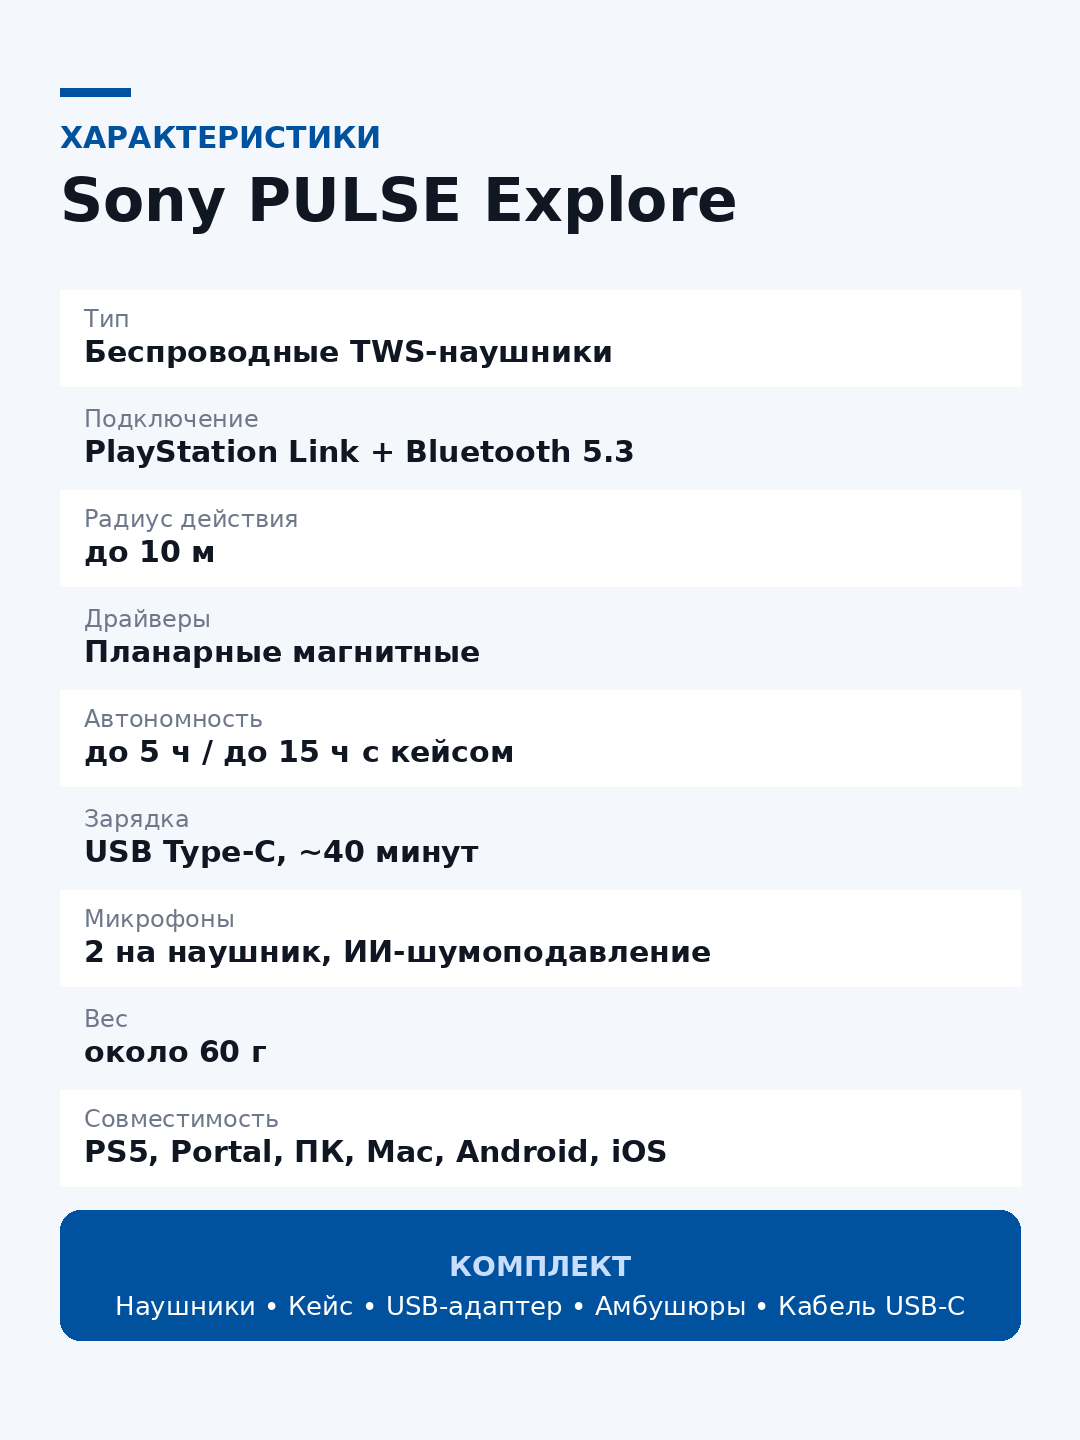 ХАРАКТЕРИСТИКИ
Sony PULSE Explore
Тип
Беспроводные TWS-наушники
Подключение
PlayStation Link + Bluetooth 5.3
Радиус действия
до 10 м
Драйверы
Планарные магнитные
Автономность
до 5 ч / до 15 ч с кейсом
Зарядка
USB Type-C, ~40 минут
Микрофоны
2 на наушник, ИИ-шумоподавление
Вес
около 60 г
Совместимость
PS5, Portal, ПК, Mac, Android, iOS
КОМПЛЕКТ
Наушники • Кейс • USB-адаптер • Амбушюры • Кабель USB-C